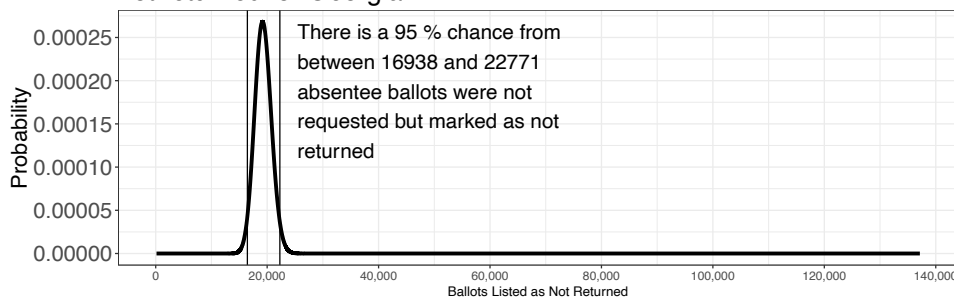 There is a 95 % chance from
between 16938 and 22771
absentee ballots were not
requested but marked as not
returned
Probability
0.00025
0.00020
0.00015
0.00010
0.00005
0.00000
0
20,000
40,000
60,000
80,000
100,000
120,000
140,000
Ballots Listed as Not Returned